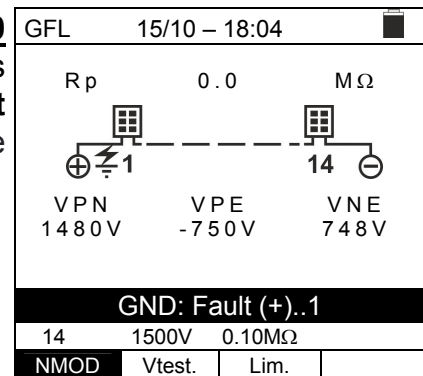 GFL 15/10 – 18:04
Rp 0.0 MΩ
1 14
VPN VPE VNE
1480V -750V 748V
GND: Fault (+)..1
14 1500V 0.10MΩ
NMOD Vtest. Lim.